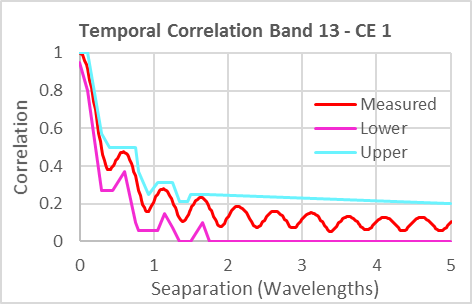 Temporal Correlation Band 13 - CE 1
1
0.8
0.6
0.4
0.2
0
Correlation
Measured
Lower
Upper
0 1 2 3 4 5
Seaparation (Wavelengths)